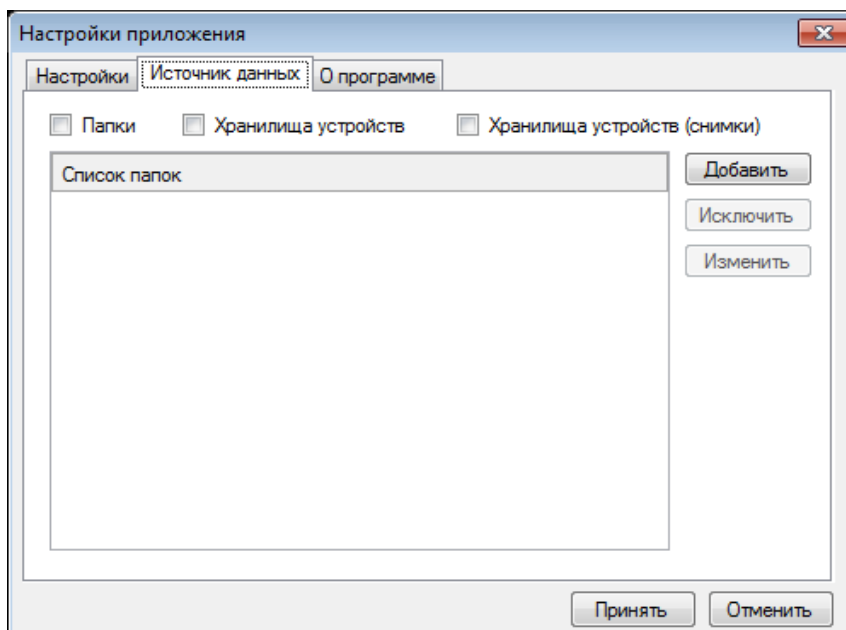 Настройки приложения
Настройки Источник данных О программе
Папки Хранилища устройств Хранилища устройств (снимки)
Список папок
Добавить
Исключить
Изменить
Принять Отменить